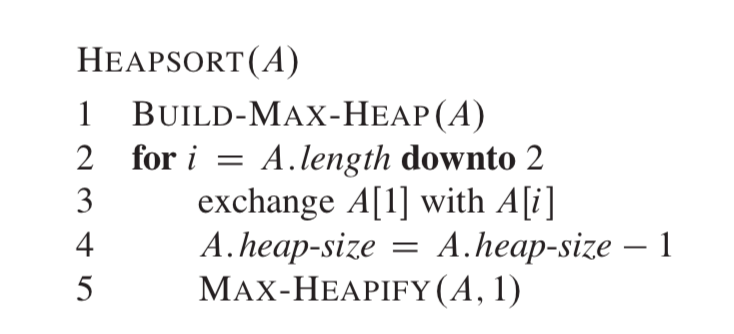 HEAPSORT(A)
1 BUILD-MAX-HEAP(A)
2 for i = A.length downto 2
3 exchange A[1] with A[i]
4 A.heap-size = A.heap-size − 1
5 MAX-HEAPIFY(A, 1)